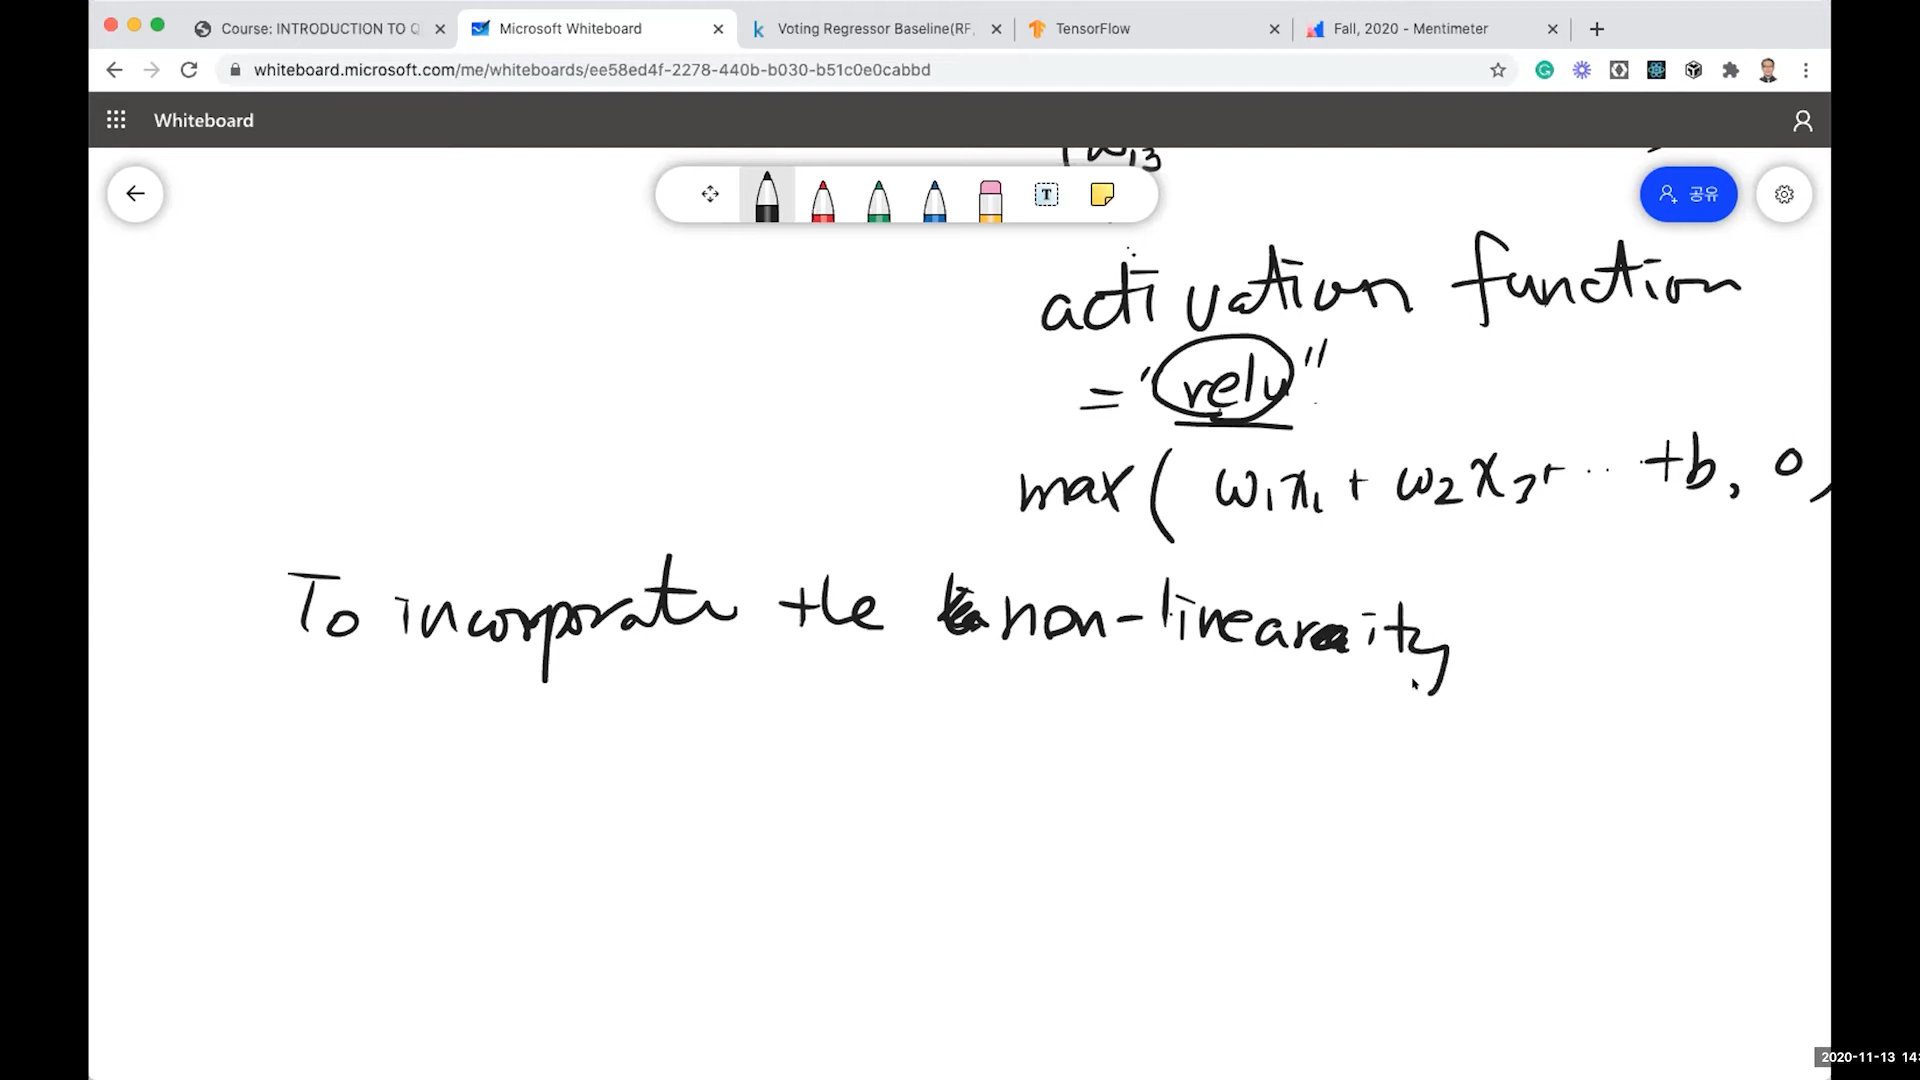 Course: INTRODUCTION TO Q
Microsoft Whiteboard
Voting Regressor Baseline(RF,
TensorFlow
Fall, 2020 - Mentimeter
whiteboard.microsoft.com/me/whiteboards/ee58ed4f-2278-440b-b030-b51c0e0cabbd
Whiteboard
공유
activation function
= "relu"
max( w₁x₁ + w₂x₂+ ... +b, 0,
To incorporate the non-linearity
2020-11-13 14: